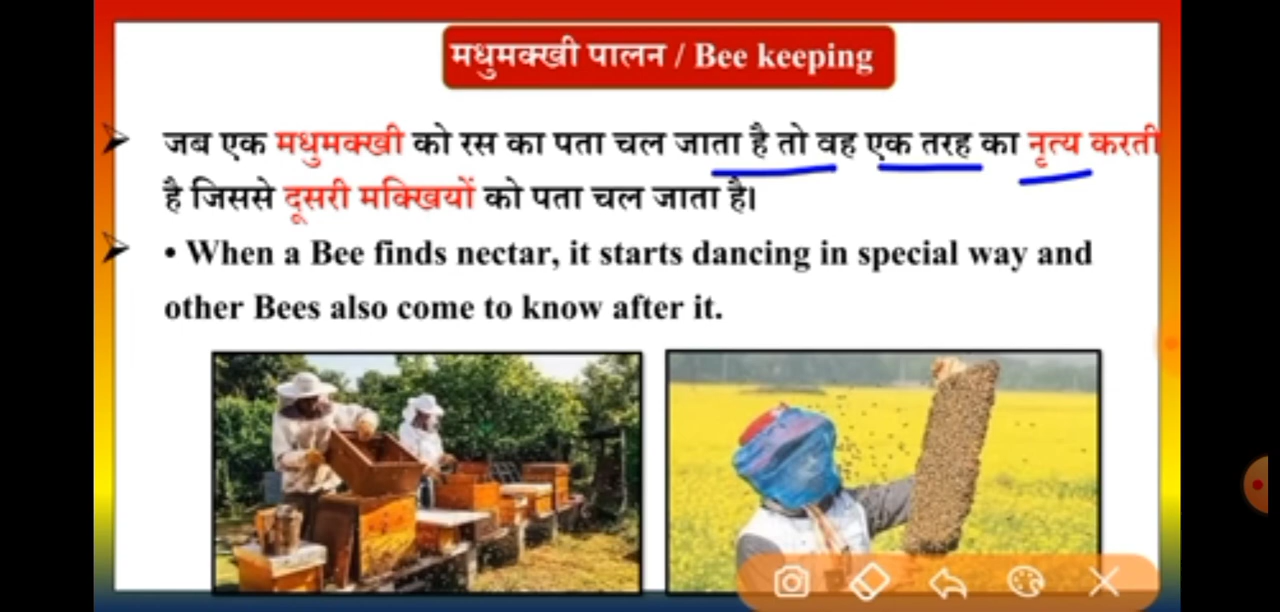 मधुमक्खी पालन / Bee keeping
जब एक मधुमक्खी को रस का पता चल जाता है तो वह एक तरह का नृत्य करती
है जिससे दूसरी मक्खियों को पता चल जाता है।
• When a Bee finds nectar, it starts dancing in special way and
other Bees also come to know after it.